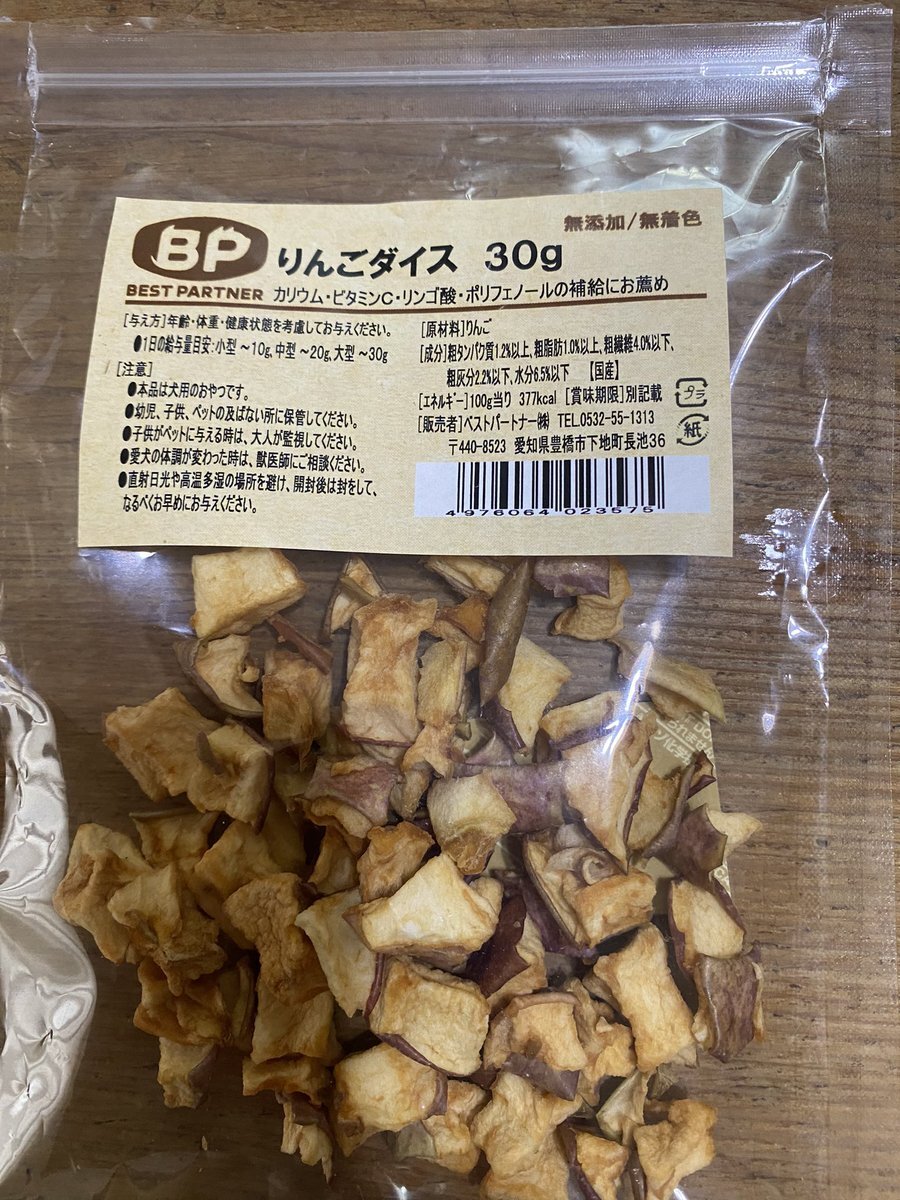 無添加/無着色
BP
BEST PARTNER
りんごダイス 30g
カリウム・ビタミンC・リンゴ酸・ポリフェノールの補給にお薦め
[与え方]年齢・体重・健康状態を考慮してお与えください。
●1日の給与量目安:小型 ～10g,中型 ～20g,大型 ～30g
[注意]
●本品は犬用のおやつです。
●幼児、子供、ペットの及ばない所に保管してください。
●子供がペットに与える時は、大人が監視してください。
●愛犬の体調が変わった時は、獣医師にご相談ください。
●直射日光や高温多湿の場所を避け、開封後は封をして、
なるべくお早めにお与えください。
[原材料]りんご
[成分]粗タンパク質1.2%以上,粗脂肪1.0%以上,粗繊維4.0%以下,
粗灰分2.2%以下,水分6.5%以下 【国産】
[エネルギー]100g当り 377kcal [賞味期限]別記載
[販売者]ベストパートナー㈱ TEL.0532-55-1313
〒440-8523 愛知県豊橋市下地町長池36
プラ
紙
4976064023575